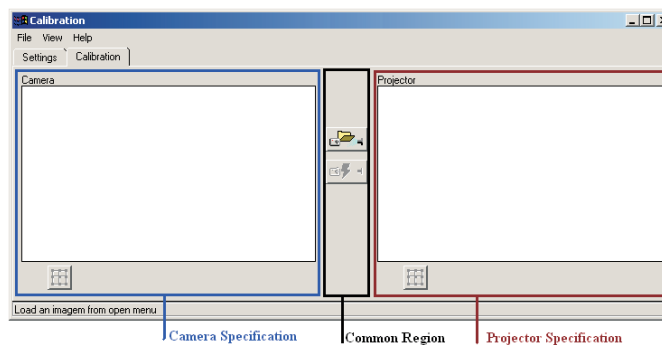 Calibration
File View Help
Settings Calibration
Camera
Projector
Load an imagem from open menu
Camera Specification
Common Region
Projector Specification